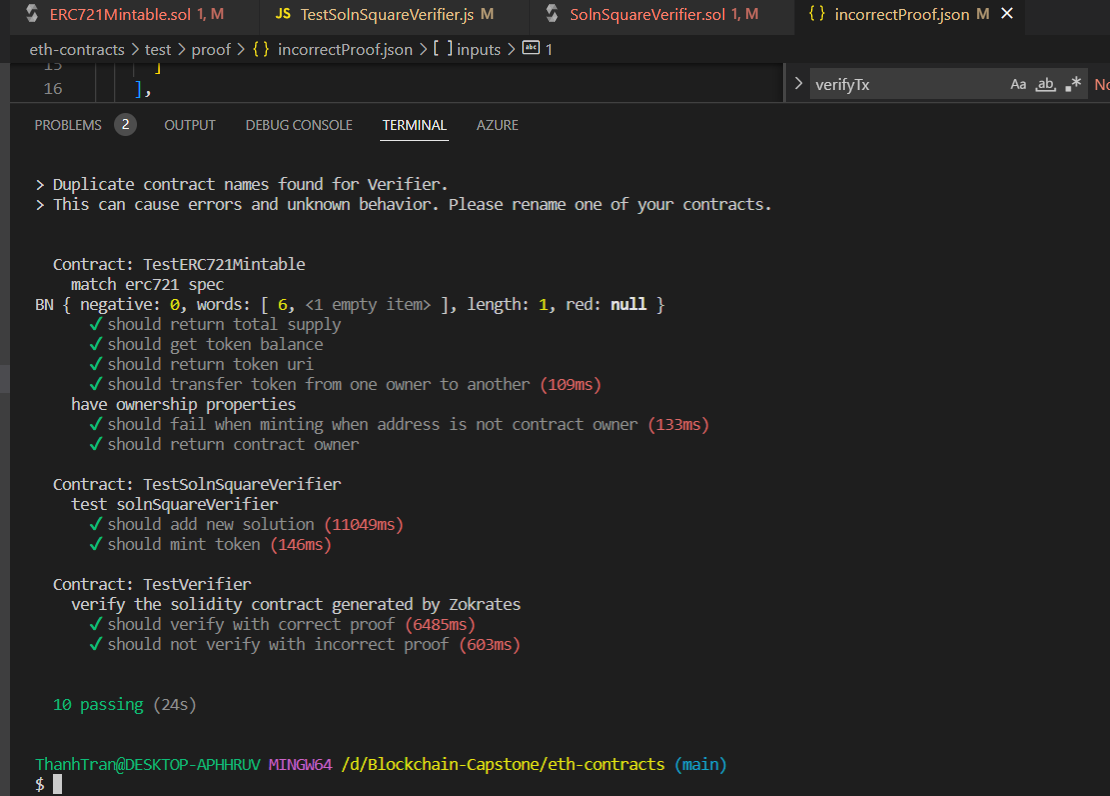 ERC721Mintable.sol 1, M JS TestSolnSquareVerifier.js M SolnSquareVerifier.sol 1, M {} incorrectProof.json M ×
eth-contracts > test > proof > {} incorrectProof.json > [ ] inputs > abc 1
15 ]
16 ],
> verifyTx Aa ab .* No
PROBLEMS 2 OUTPUT DEBUG CONSOLE TERMINAL AZURE
> Duplicate contract names found for Verifier.
> This can cause errors and unknown behavior. Please rename one of your contracts.
Contract: TestERC721Mintable
match erc721 spec
BN { negative: 0, words: [ 6, <1 empty item> ], length: 1, red: null }
✓ should return total supply
✓ should get token balance
✓ should return token uri
✓ should transfer token from one owner to another (109ms)
have ownership properties
✓ should fail when minting when address is not contract owner (133ms)
✓ should return contract owner
Contract: TestSolnSquareVerifier
test solnSquareVerifier
✓ should add new solution (11049ms)
✓ should mint token (146ms)
Contract: TestVerifier
verify the solidity contract generated by Zokrates
✓ should verify with correct proof (6485ms)
✓ should not verify with incorrect proof (603ms)
10 passing (24s)
ThanhTran@DESKTOP-APHHRUV MINGW64 /d/Blockchain-Capstone/eth-contracts (main)
$